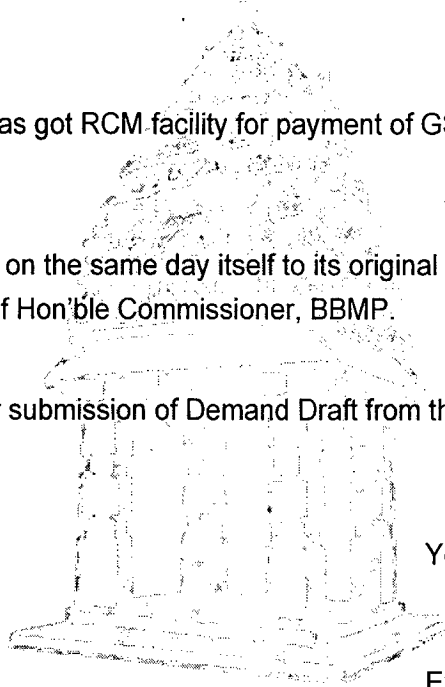 as got RCM facility for payment of GS
on the same day itself to its original
f Hon'ble Commissioner, BBMP.
submission of Demand Draft from th
Y
E